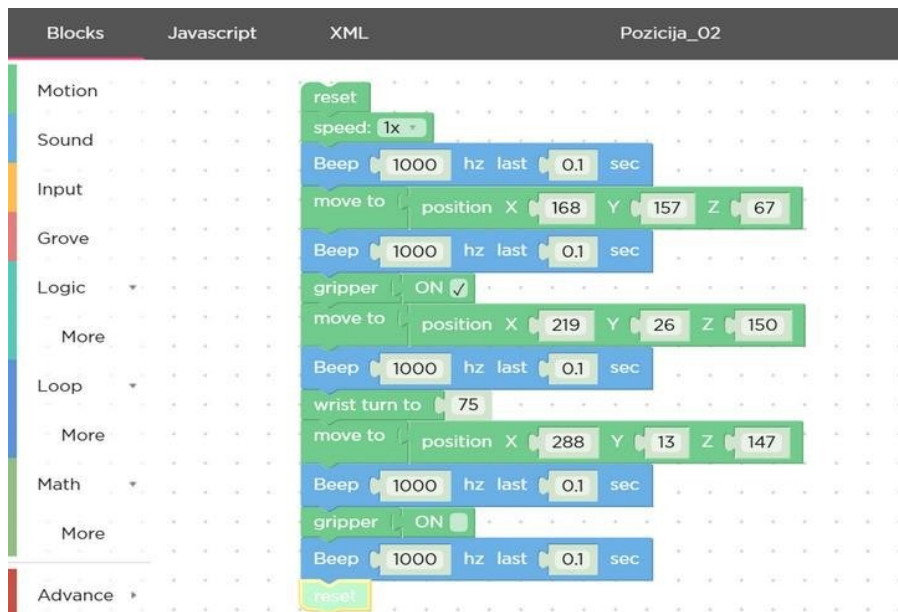 Blocks Javascript XML Pozicija_02
Motion
Sound
Input
Grove
Logic
More
Loop
More
Math
More
Advance
reset
speed: 1x
Beep 1000 hz last 0.1 sec
move to position X 168 Y 157 Z 67
Beep 1000 hz last 0.1 sec
gripper ON
move to position X 219 Y 26 Z 150
Beep 1000 hz last 0.1 sec
wrist turn to 75
move to position X 288 Y 13 Z 147
Beep 1000 hz last 0.1 sec
gripper ON
Beep 1000 hz last 0.1 sec
reset